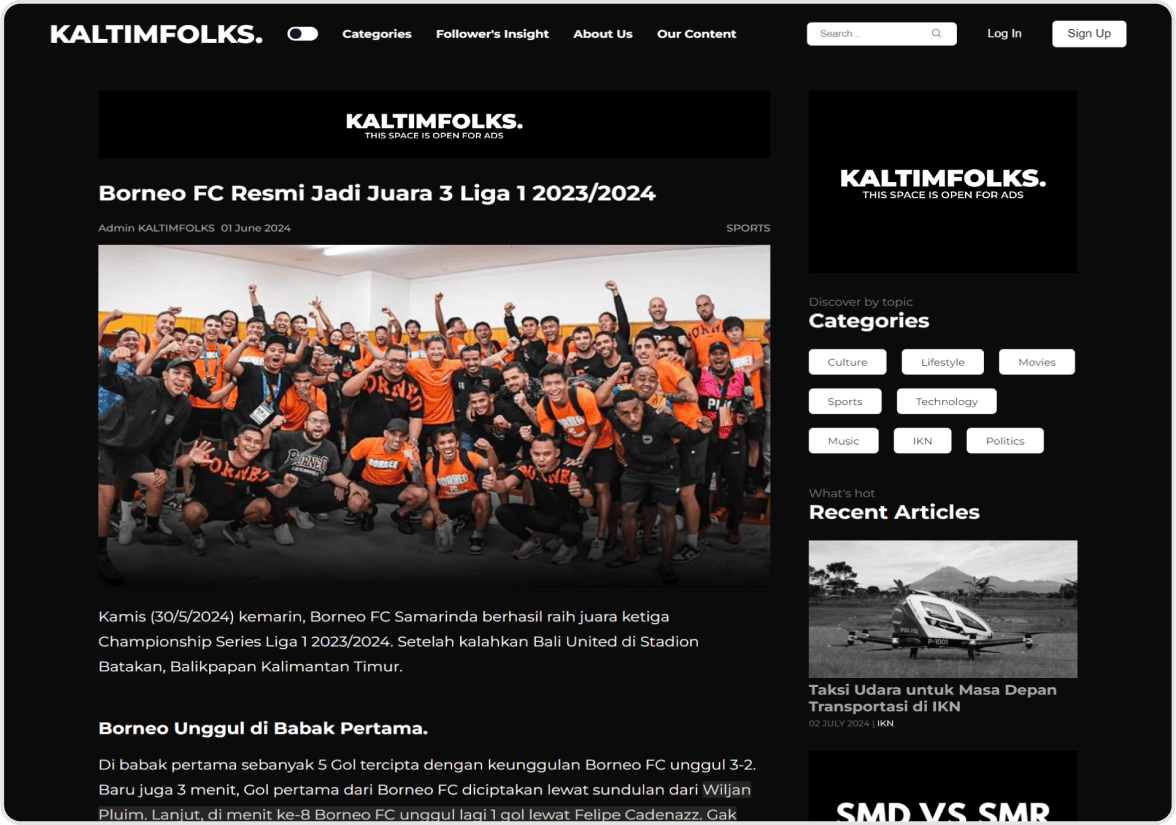 KALTIMFOLKS.
Categories
Follower's Insight
About Us
Our Content
Search...
Log In
Sign Up
KALTIMFOLKS.
THIS SPACE IS OPEN FOR ADS
Borneo FC Resmi Jadi Juara 3 Liga 1 2023/2024
Admin KALTIMFOLKS 01 June 2024
SPORTS
BORNEO
BORNEO
BORNEO
BORNEO
BORNEO
Kamis (30/5/2024) kemarin, Borneo FC Samarinda berhasil raih juara ketiga
Championship Series Liga 1 2023/2024. Setelah kalahkan Bali United di Stadion
Batakan, Balikpapan Kalimantan Timur.
Borneo Unggul di Babak Pertama.
Di babak pertama sebanyak 5 Gol tercipta dengan keunggulan Borneo FC unggul 3-2.
Baru juga 3 menit, Gol pertama dari Borneo FC diciptakan lewat sundulan dari Wiljan
Pluim. Lanjut, di menit ke-8 Borneo FC unggul lagi 1 gol lewat Felipe Cadenazz. Gak
KALTIMFOLKS.
THIS SPACE IS OPEN FOR ADS
Discover by topic
Categories
Culture
Lifestyle
Movies
Sports
Technology
Music
IKN
Politics
What's hot
Recent Articles
POLISI
P-1001
Taksi Udara untuk Masa Depan
Transportasi di IKN
02 JULY 2024 | IKN
SMD VS SMR